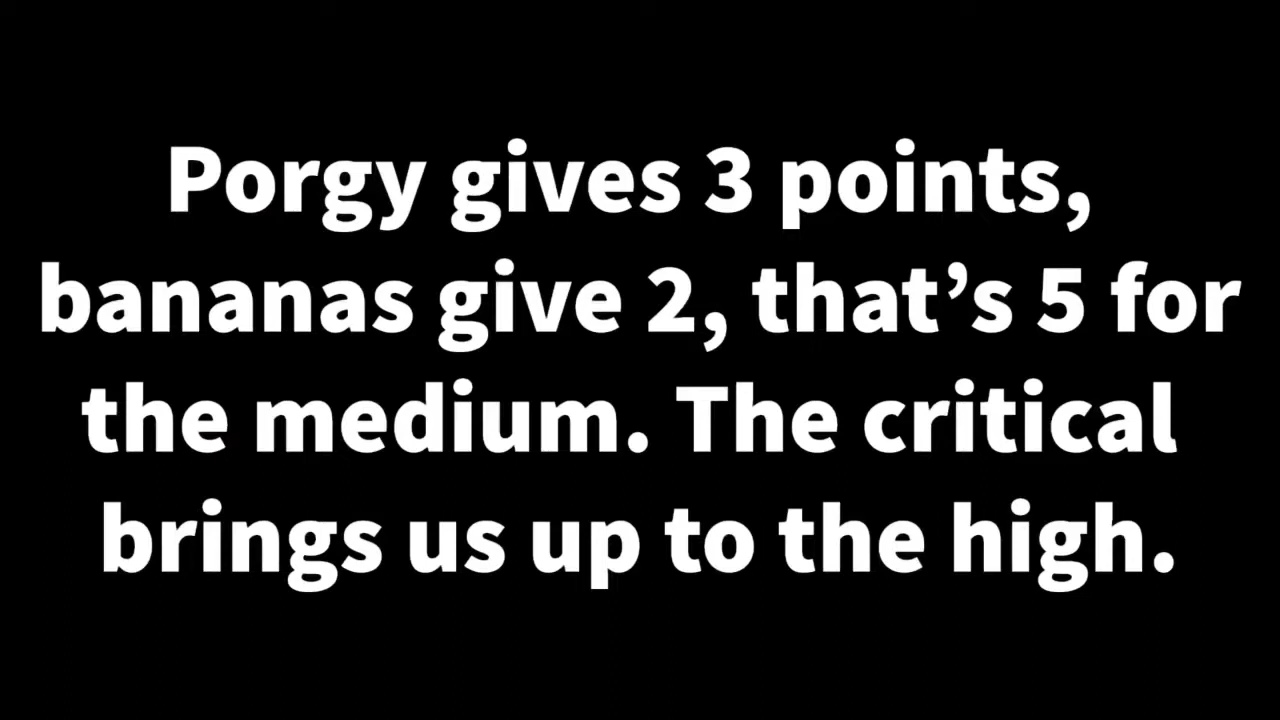 Porgy gives 3 points,
bananas give 2, that’s 5 for
the medium. The critical
brings us up to the high.